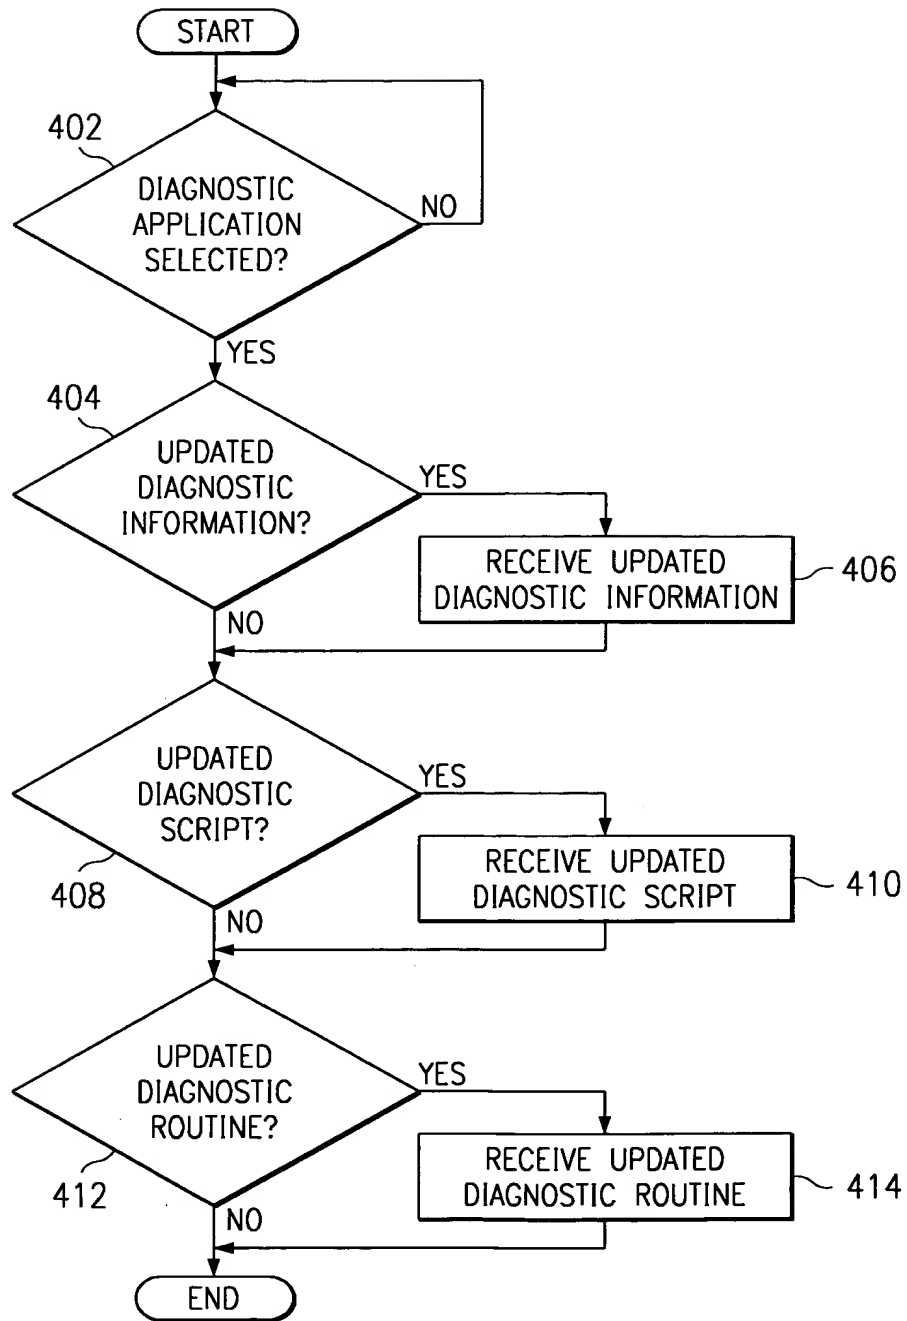 START
402
DIAGNOSTIC
APPLICATION
SELECTED?
NO
YES
404
UPDATED
DIAGNOSTIC
INFORMATION?
YES
RECEIVE UPDATED
DIAGNOSTIC INFORMATION
406
NO
UPDATED
DIAGNOSTIC
SCRIPT?
YES
408
RECEIVE UPDATED
DIAGNOSTIC SCRIPT
410
NO
UPDATED
DIAGNOSTIC
ROUTINE?
YES
412
RECEIVE UPDATED
DIAGNOSTIC ROUTINE
414
NO
END